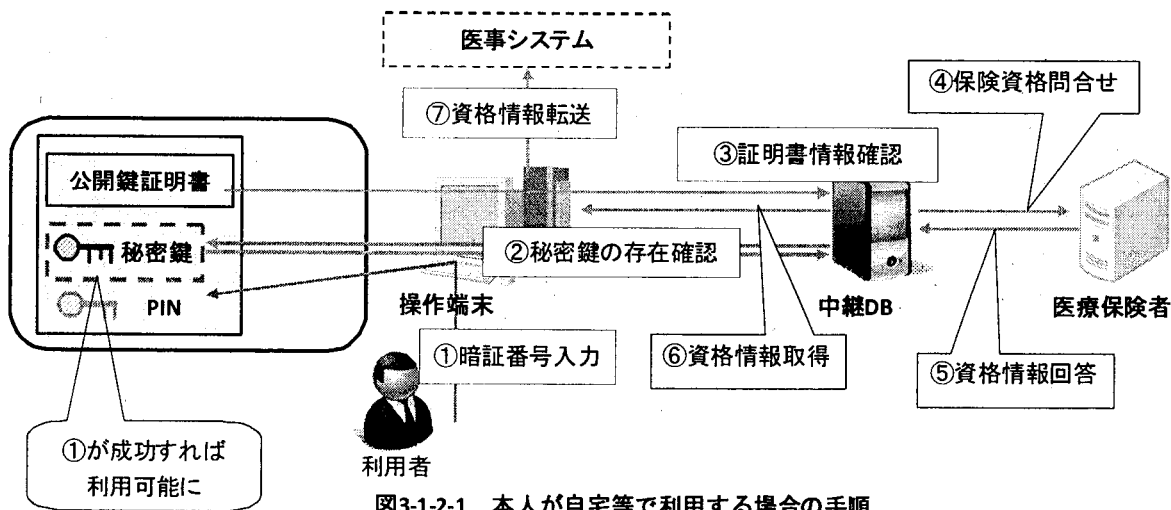 医事システム
④保険資格問合せ
⑦資格情報転送
③証明書情報確認
公開鍵証明書
秘密鍵
②秘密鍵の存在確認
PIN
操作端末
中継DB
医療保険者
①暗証番号入力
⑥資格情報取得
⑤資格情報回答
①が成功すれば
利用可能に
利用者
図3-1-2-1 本人が自宅等で利用する場合の手順